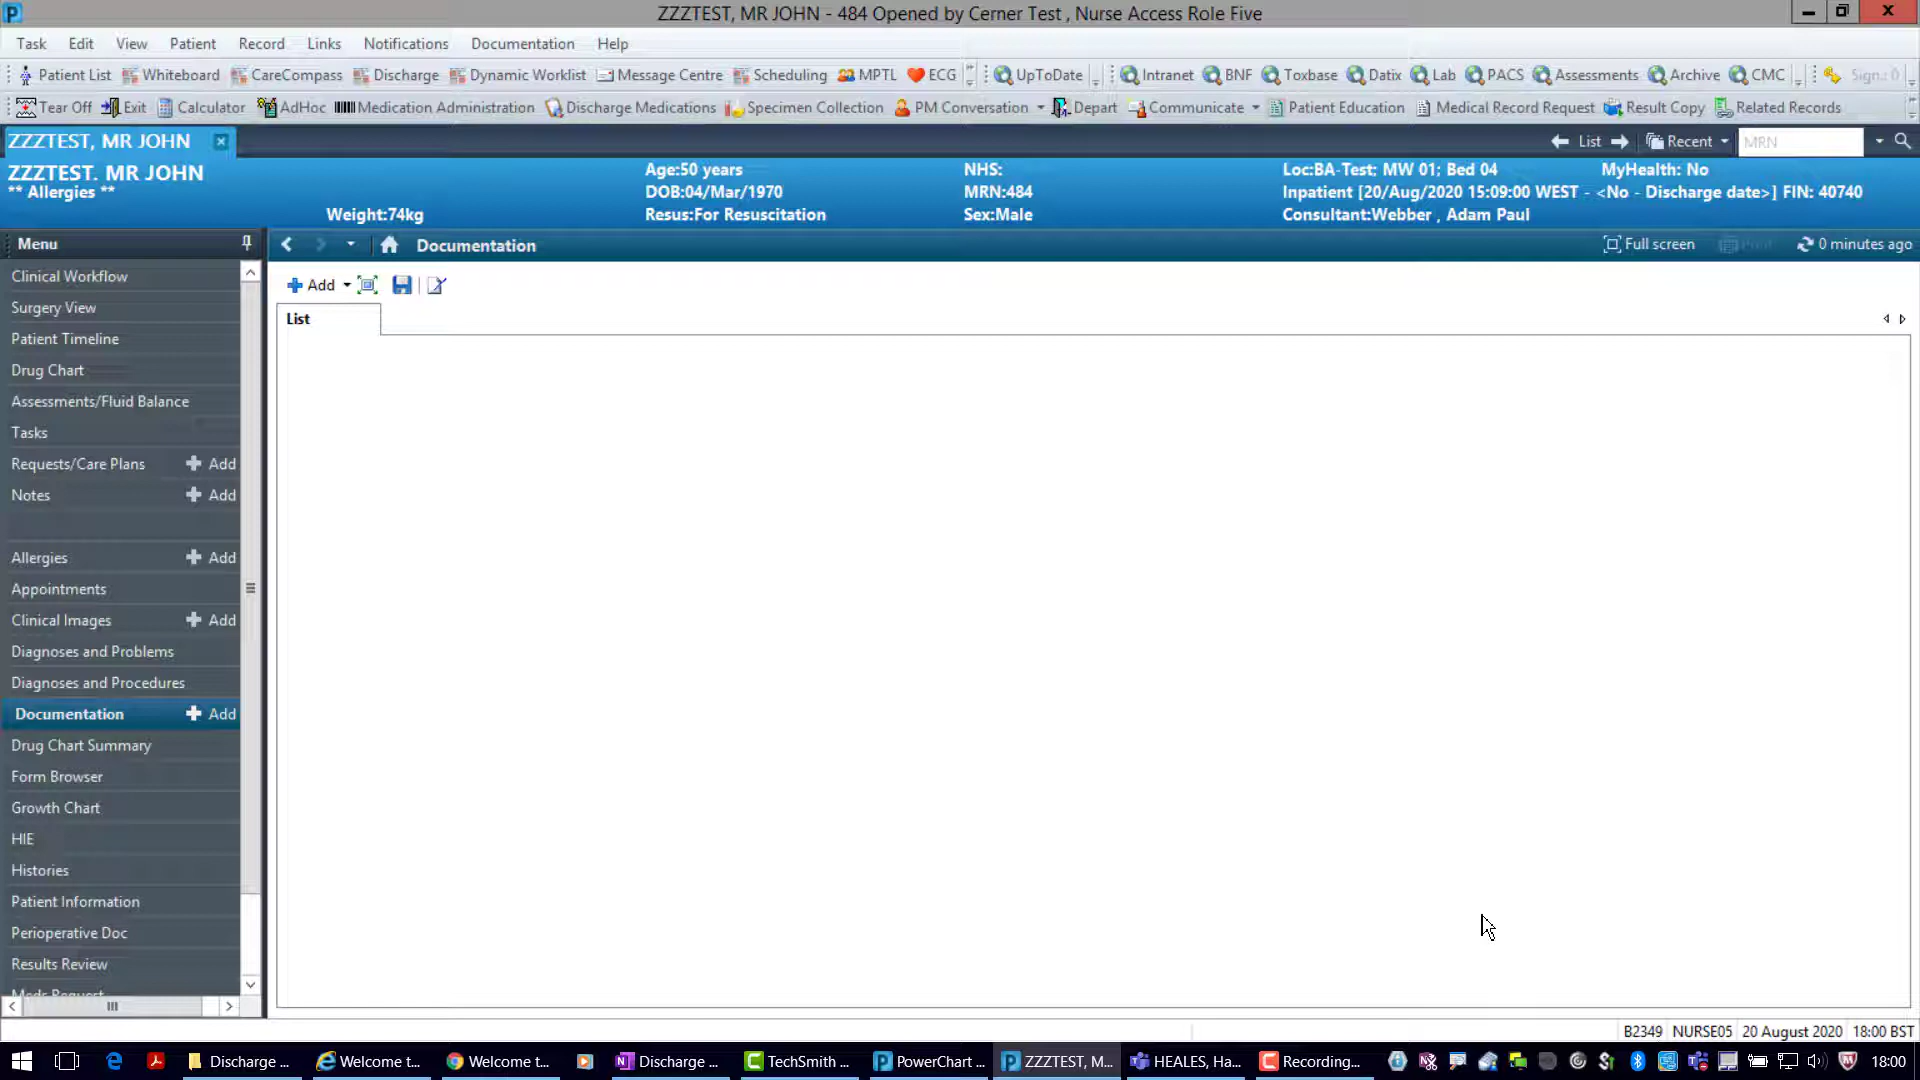 ZZZTEST, MR JOHN - 484 Opened by Cerner Test , Nurse Access Role Five
Task Edit View Patient Record Links Notifications Documentation Help
Patient List Whiteboard CareCompass Discharge Dynamic Worklist Message Centre Scheduling MPTL ECG UpToDate Intranet BNF Toxbase Datix Lab PACS Assessments Archive CMC Sign: 0
Tear Off Exit Calculator AdHoc Medication Administration Discharge Medications Specimen Collection PM Conversation Depart Communicate Patient Education Medical Record Request Result Copy Related Records
ZZZTEST, MR JOHN List Recent MRN
ZZZTEST. MR JOHN Age:50 years NHS: Loc:BA-Test; MW 01; Bed 04 MyHealth: No
** Allergies ** DOB:04/Mar/1970 MRN:484 Inpatient [20/Aug/2020 15:09:00 WEST - <No - Discharge date>] FIN: 40740
Weight:74kg Resus:For Resuscitation Sex:Male Consultant:Webber , Adam Paul
Menu Documentation Full screen Print 0 minutes ago
Clinical Workflow
Add
Surgery View
List
Patient Timeline
Drug Chart
Assessments/Fluid Balance
Tasks
Requests/Care Plans Add
Notes Add
Allergies Add
Appointments
Clinical Images Add
Diagnoses and Problems
Diagnoses and Procedures
Documentation Add
Drug Chart Summary
Form Browser
Growth Chart
HIE
Histories
Patient Information
Perioperative Doc
Results Review
Meds Request
B2349 NURSE05 20 August 2020 18:00 BST
Discharge ... Welcome t... Welcome t... Discharge ... TechSmith ... PowerChart ... ZZZTEST, M... HEALES, Ha... Recording... 18:00